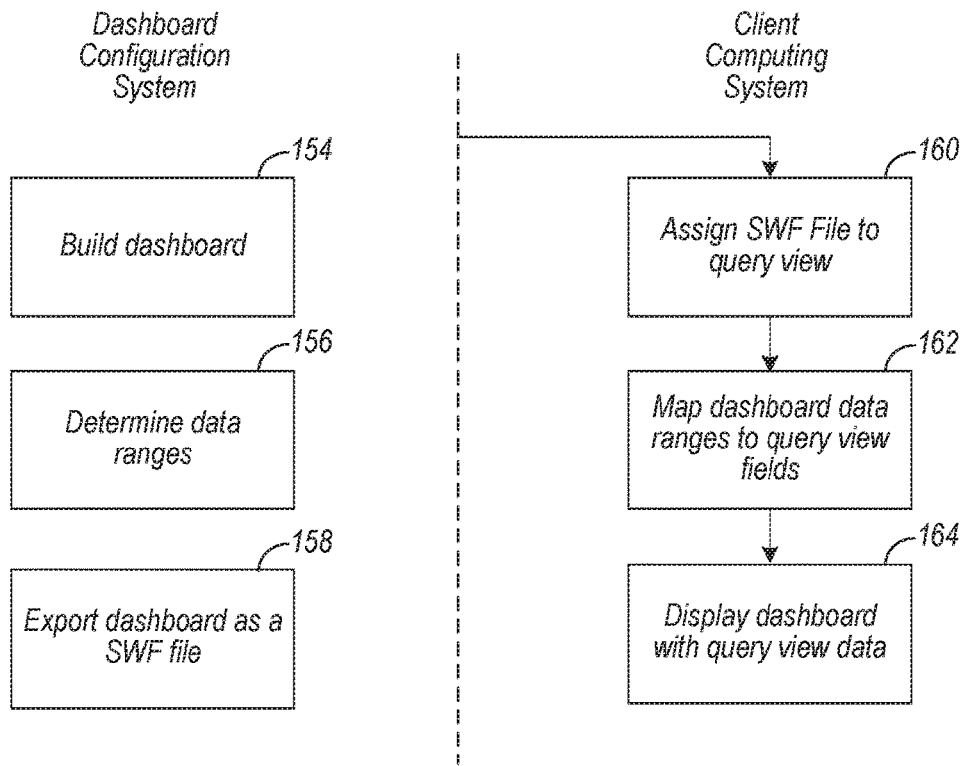 Dashboard
Configuration
System
154
Build dashboard
156
Determine data
ranges
158
Export dashboard as a
SWF file
Client
Computing
System
160
Assign SWF File to
query view
162
Map dashboard data
ranges to query view
fields
164
Display dashboard
with query view data